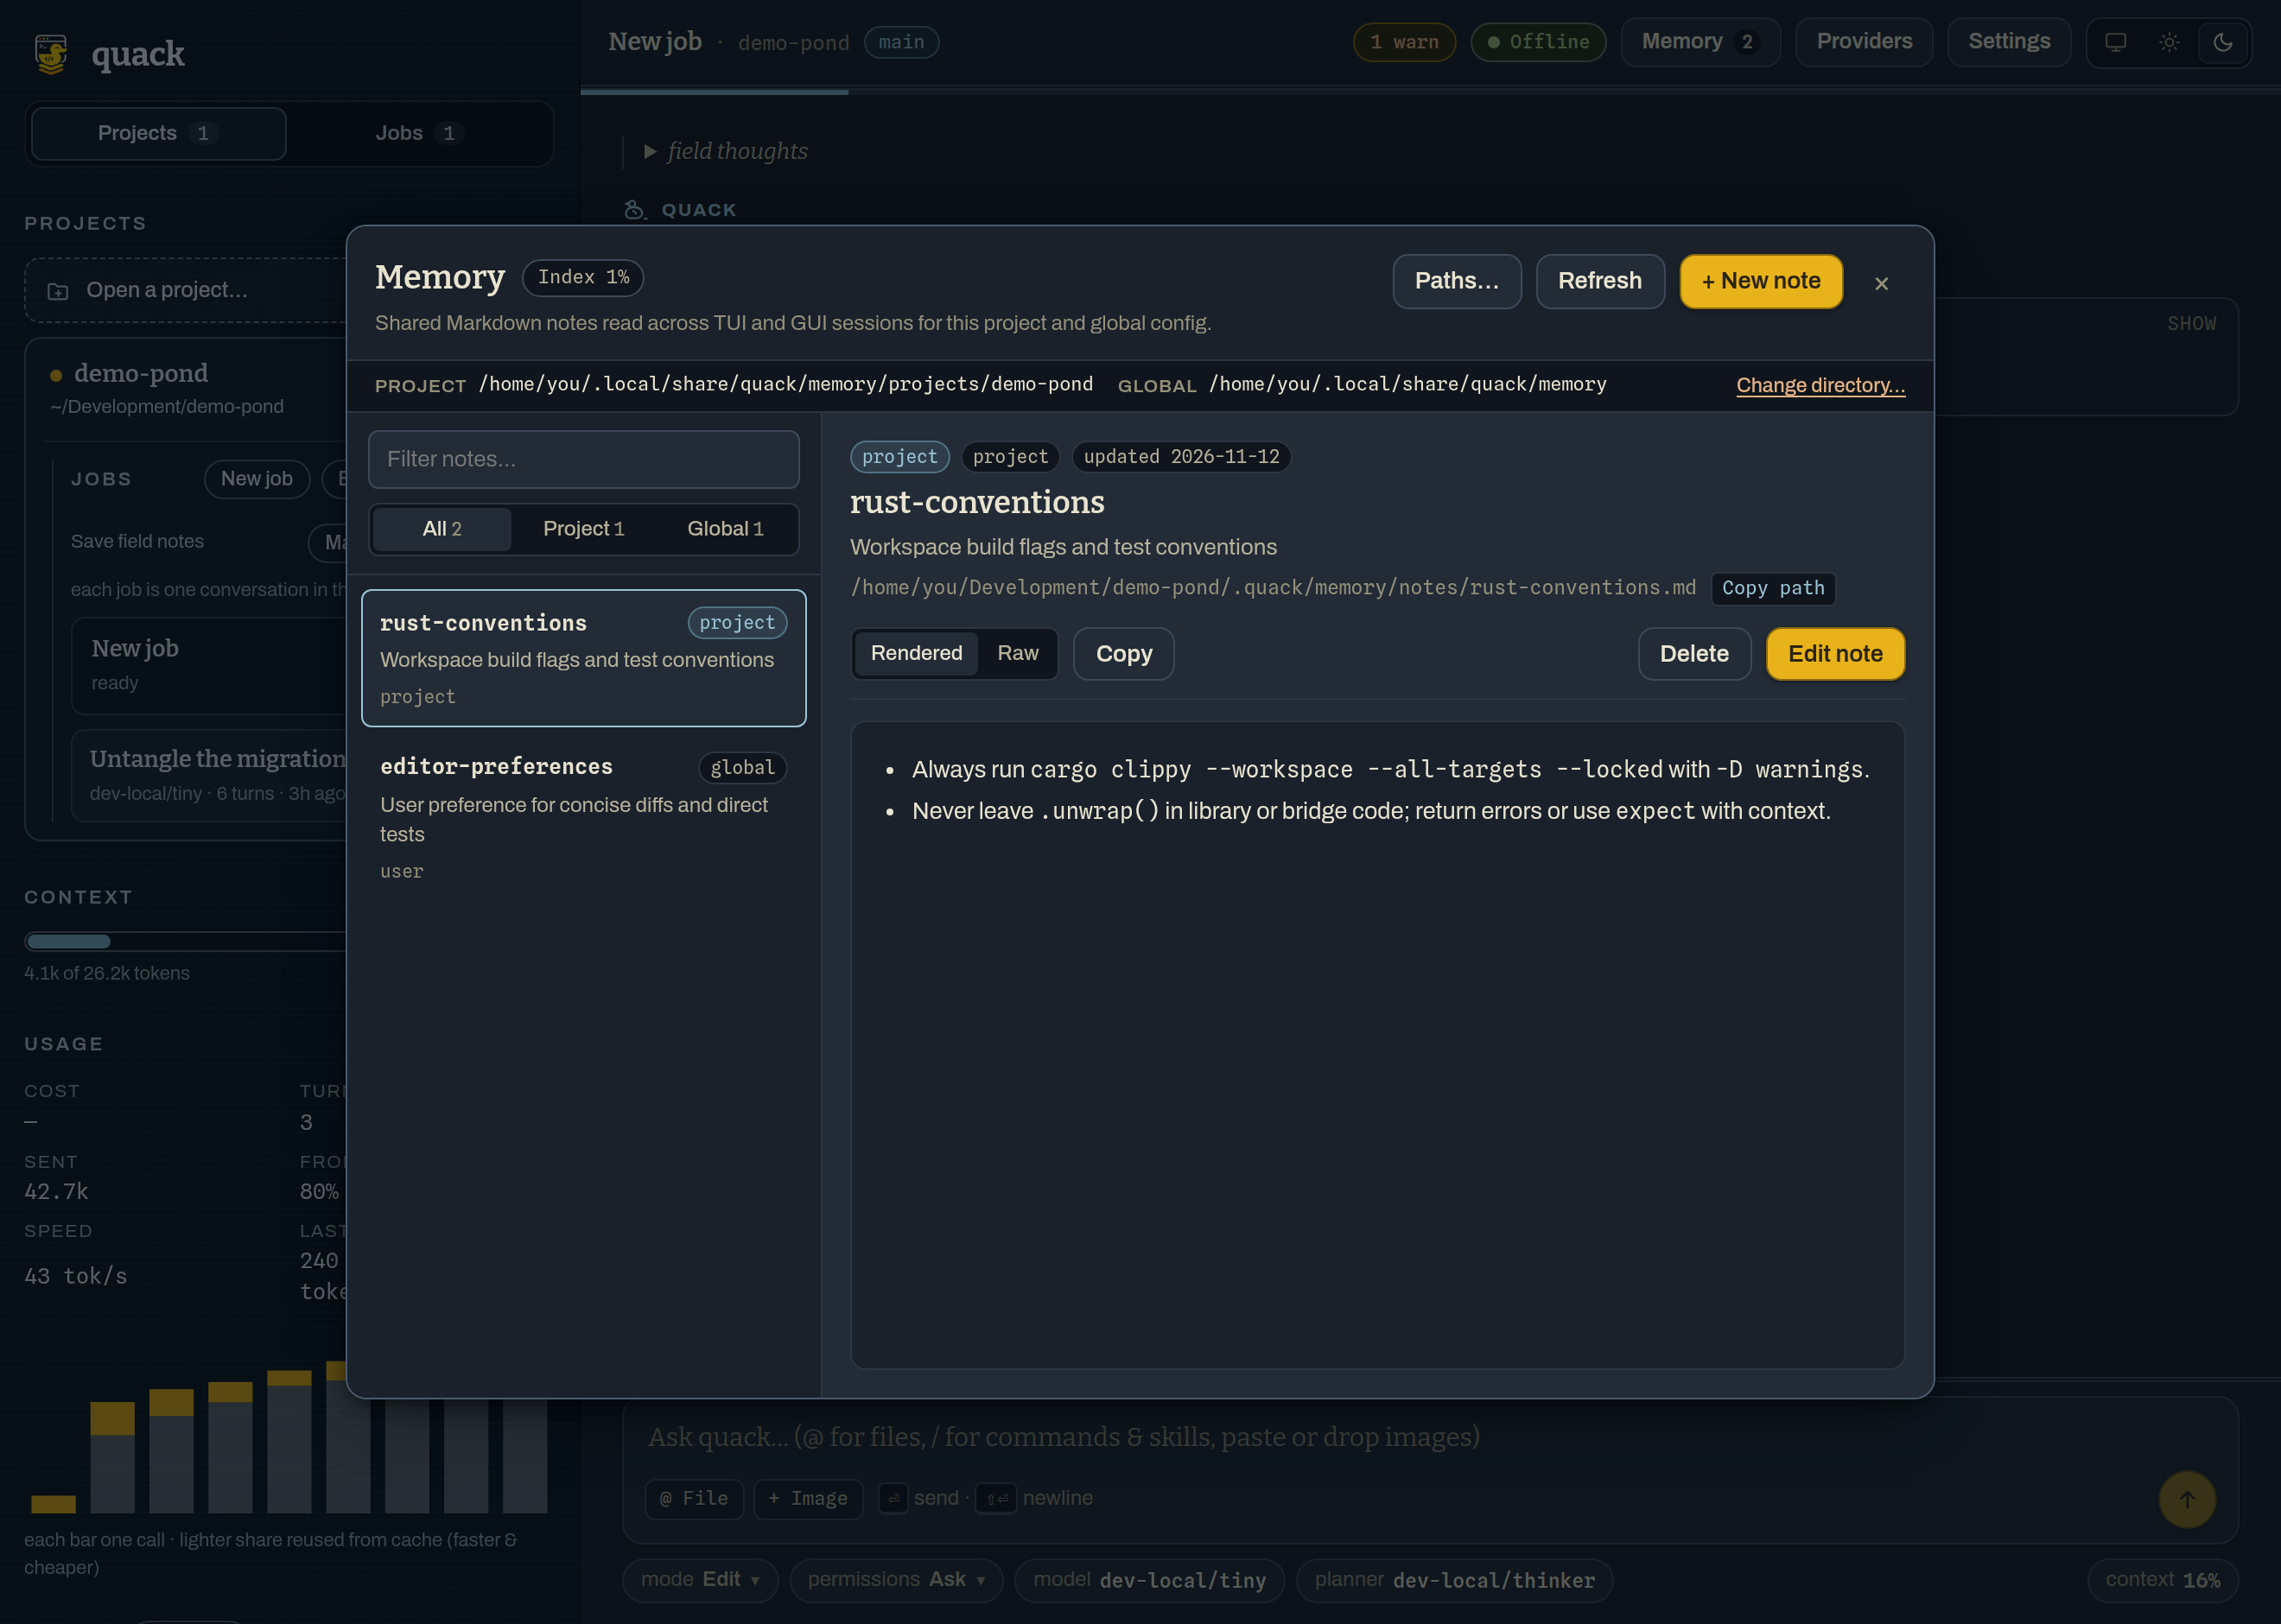 quack
Projects 1
Jobs 1
New job · demo-pond main
1 warn
Offline
Memory 2
Providers
Settings
PROJECTS
Open a project…
demo-pond
~/Development/demo-pond
JOBS
New job
Save field notes
each job is one conversation in
New job
ready
Untangle the migration
dev-local/tiny · 6 turns · 3h ago
CONTEXT
4.1k of 26.2k tokens
USAGE
COST
—
3
SENT
42.7k
80%
SPEED
43 tok/s
LAST
240
each bar one call · lighter share reused from cache (faster &
cheaper)
field thoughts
QUACK
SHOW
Memory Index 1%
Shared Markdown notes read across TUI and GUI sessions for this project and global config.
Paths…
Refresh
+ New note
×
PROJECT /home/you/.local/share/quack/memory/projects/demo-pond GLOBAL /home/you/.local/share/quack/memory
Change directory…
Filter notes…
All 2
Project 1
Global 1
rust-conventions project
Workspace build flags and test conventions
project
editor-preferences global
User preference for concise diffs and direct
tests
user
project project updated 2026-11-12
rust-conventions
Workspace build flags and test conventions
/home/you/Development/demo-pond/.quack/memory/notes/rust-conventions.md Copy path
Rendered
Raw
Copy
Delete
Edit note
• Always run cargo clippy --workspace --all-targets --locked with -D warnings.
• Never leave .unwrap() in library or bridge code; return errors or use expect with context.
Ask quack… (@ for files, / for commands & skills, paste or drop images)
@ File
+ Image
⏎ send · ⇧⏎ newline
mode Edit ▾
permissions Ask ▾
model dev-local/tiny
planner dev-local/thinker
context 16%